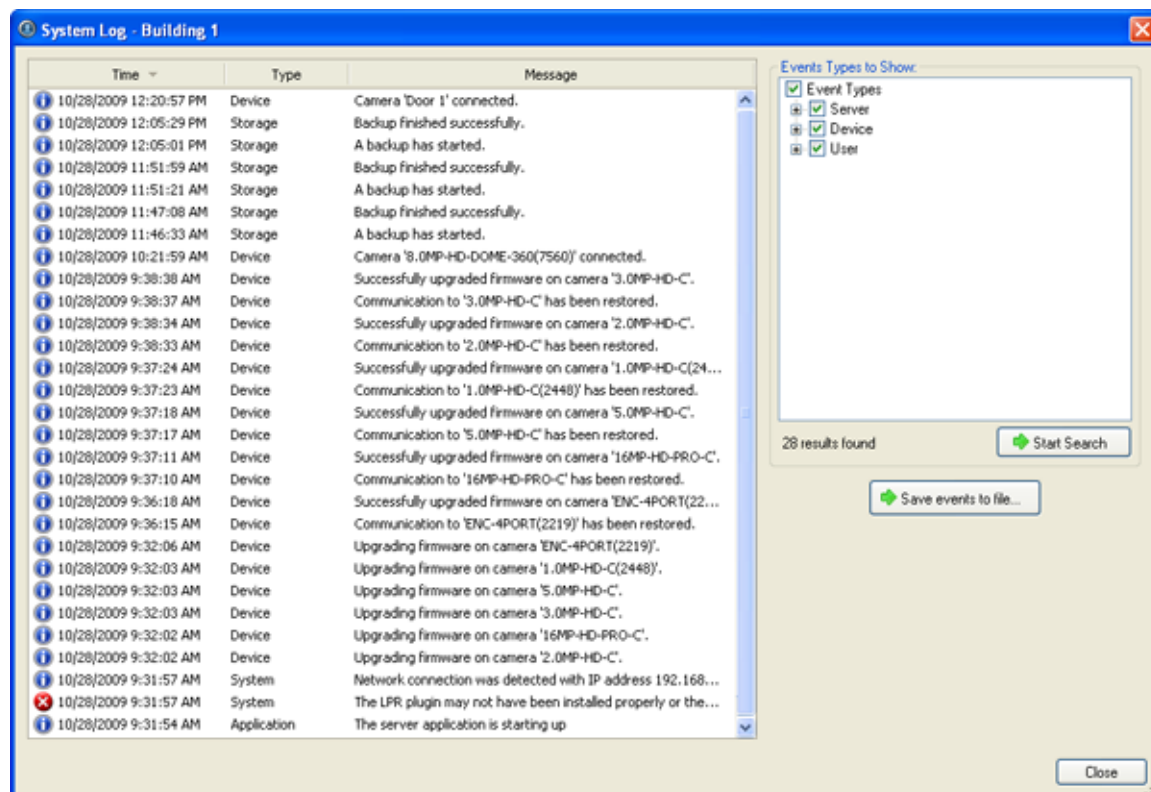 System Log - Building 1
Time Type Message
10/28/2009 12:20:57 PM Device Camera 'Door 1' connected.
10/28/2009 12:05:29 PM Storage Backup finished successfully.
10/28/2009 12:05:01 PM Storage A backup has started.
10/28/2009 11:51:59 AM Storage Backup finished successfully.
10/28/2009 11:51:21 AM Storage A backup has started.
10/28/2009 11:47:08 AM Storage Backup finished successfully.
10/28/2009 11:46:33 AM Storage A backup has started.
10/28/2009 10:21:59 AM Device Camera '8.0MP-HD-DOME-360(7560)' connected.
10/28/2009 9:38:38 AM Device Successfully upgraded firmware on camera '3.0MP-HD-C'.
10/28/2009 9:38:37 AM Device Communication to '3.0MP-HD-C' has been restored.
10/28/2009 9:38:34 AM Device Successfully upgraded firmware on camera '2.0MP-HD-C'.
10/28/2009 9:38:33 AM Device Communication to '2.0MP-HD-C' has been restored.
10/28/2009 9:37:24 AM Device Successfully upgraded firmware on camera '1.0MP-HD-C(24...
10/28/2009 9:37:23 AM Device Communication to '1.0MP-HD-C(2448)' has been restored.
10/28/2009 9:37:18 AM Device Successfully upgraded firmware on camera '5.0MP-HD-C'.
10/28/2009 9:37:17 AM Device Communication to '5.0MP-HD-C' has been restored.
10/28/2009 9:37:11 AM Device Successfully upgraded firmware on camera '16MP-HD-PRO-C'.
10/28/2009 9:37:10 AM Device Communication to '16MP-HD-PRO-C' has been restored.
10/28/2009 9:36:18 AM Device Successfully upgraded firmware on camera 'ENC-4PORT(22...
10/28/2009 9:36:15 AM Device Communication to 'ENC-4PORT(2219)' has been restored.
10/28/2009 9:32:06 AM Device Upgrading firmware on camera 'ENC-4PORT(2219)'.
10/28/2009 9:32:03 AM Device Upgrading firmware on camera '1.0MP-HD-C(2448)'.
10/28/2009 9:32:03 AM Device Upgrading firmware on camera '5.0MP-HD-C'.
10/28/2009 9:32:03 AM Device Upgrading firmware on camera '3.0MP-HD-C'.
10/28/2009 9:32:02 AM Device Upgrading firmware on camera '16MP-HD-PRO-C'.
10/28/2009 9:32:02 AM Device Upgrading firmware on camera '2.0MP-HD-C'.
10/28/2009 9:31:57 AM System Network connection was detected with IP address 192.168...
10/28/2009 9:31:57 AM System The LPR plugin may not have been installed properly or the...
10/28/2009 9:31:54 AM Application The server application is starting up
Events Types to Show:
Event Types
Server
Device
User
28 results found
Start Search
Save events to file...
Close